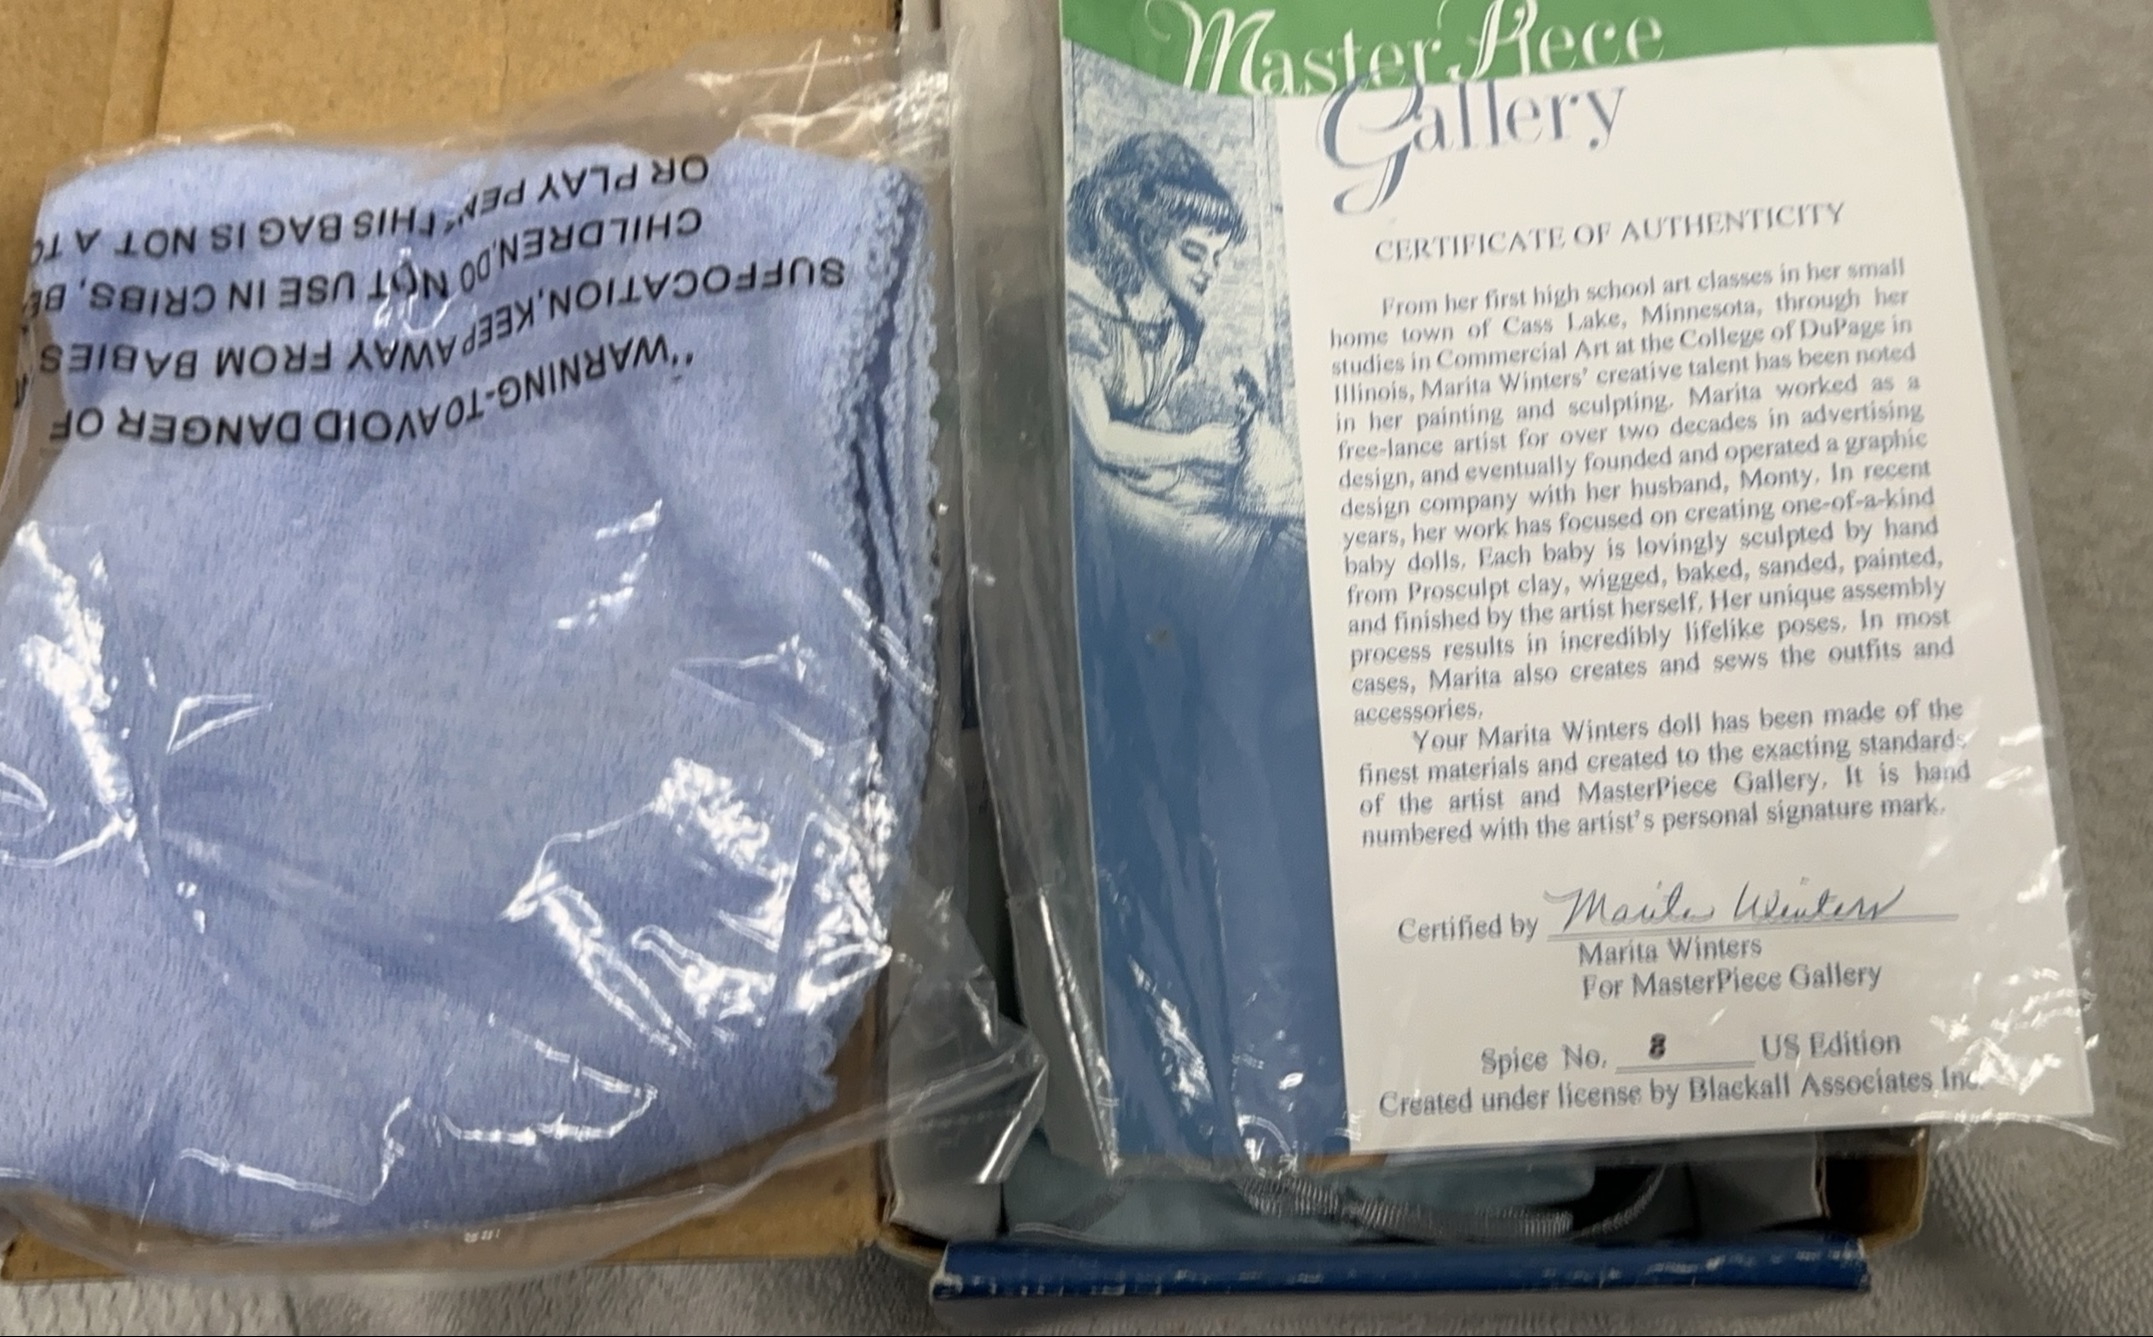 "WARNING-TO AVOID DANGER OF
SUFFOCATION, KEEP AWAY FROM BABIES
CHILDREN, DO NOT USE IN CRIBS,
OR PLAY PEN THIS BAG IS NOT A
Master Piece
Gallery
CERTIFICATE OF AUTHENTICITY
From her first high school art classes in her small
home town of Cass Lake, Minnesota, through her
studies in Commercial Art at the College of DuPage in
Illinois, Marita Winters' creative talent has been noted
in her painting and sculpting. Marita worked as a
free-lance artist for over two decades in advertising
design, and eventually founded and operated a graphic
design company with her husband, Monty. In recent
years, her work has focused on creating one-of-a-kind
baby dolls. Each baby is lovingly sculpted by hand
from Prosculpt clay, wigged, baked, sanded, painted,
and finished by the artist herself. Her unique assembly
process results in incredibly lifelike poses. In most
cases, Marita also creates and sews the outfits and
accessories.
Your Marita Winters doll has been made of the
finest materials and created to the exacting standards
of the artist and MasterPiece Gallery. It is hand
numbered with the artist's personal signature mark.
Certified by Marita Winters
Marita Winters
For MasterPiece Gallery
Spice No. 8 US Edition
Created under license by Blackall Associates Inc.